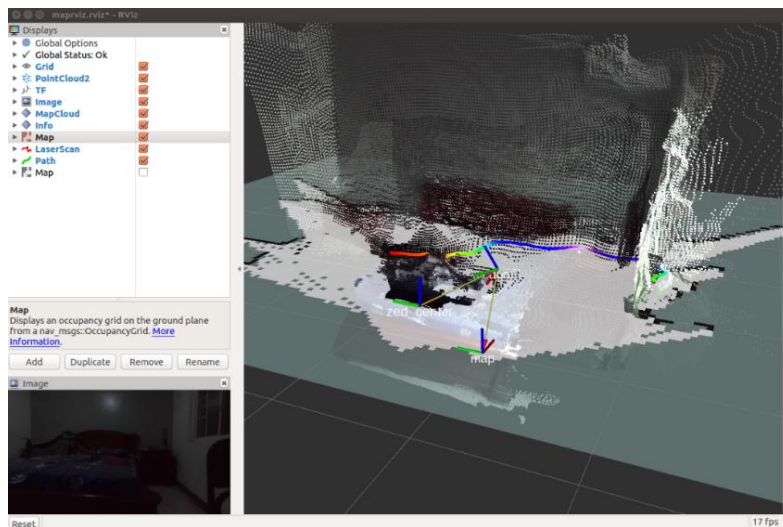 maprviz.rviz* - RViz
Displays
Global Options
Global Status: Ok
Grid
PointCloud2
TF
Image
MapCloud
Info
Map
LaserScan
Path
Map
Map
Displays an occupancy grid on the ground plane
from a nav_msgs::OccupancyGrid. More
Information.
Add Duplicate Remove Rename
Image
Reset
zed_center
map
17 fps